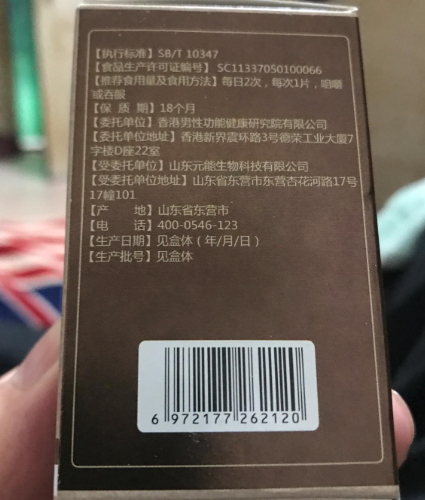 【执行标准】SB/T 10347
【食品生产许可证编号】 SC11337050100066
【推荐食用量及食用方法】每日2次，每次1片，咀嚼
或吞服
【保 质 期】18个月
【委托单位】香港男性功能健康研究院有限公司
【委托单位地址】香港新界震环路3号德荣工业大厦7
字楼D座22室
【受委托单位】山东元能生物科技有限公司
【受委托单位地址】山东省东营市东营杏花河路17号
17幢101
【产 地】山东省东营市
【电 话】400-0546-123
【生产日期】见盒体（年/月/日）
【生产批号】见盒体
6 972177 262120